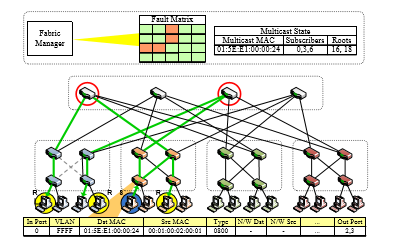 Fault Matrix
Fabric
Manager
Multicast State
Multicast MAC Subscribers Roots
01:5E:E1:00:00:24 0,3,6 16, 18
R R S R
In Port VLAN Dst MAC Src MAC Type N/W Dst N/W Src ... Out Port
0 FFFF 01:5E:E1:00:00:24 00:01:00:02:00:01 0800 - - ... 2,3